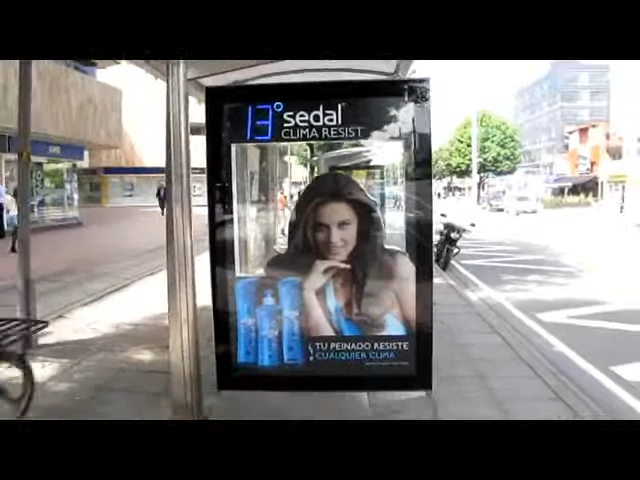 13° sedal
CLIMA RESIST
TU PEINADO RESISTE
CUALQUIER CLIMA